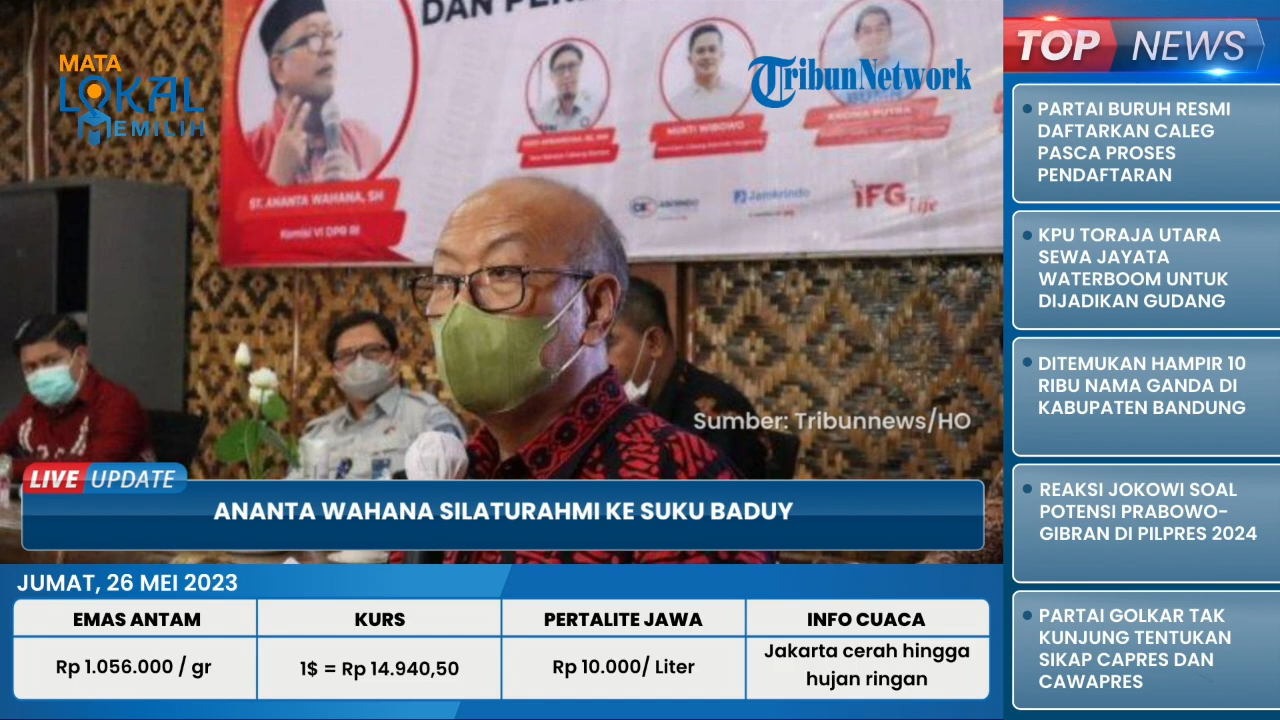 DAN
MATA
LOKAL
MEMILIH
TribunNetwork
ST. ANANTA WAHANA, SH
Komisi VI DPR RI
MUKTI WIBOWO
Jamkrindo
IFG
Life
Sumber: Tribunnews/HO
LIVE UPDATE
ANANTA WAHANA SILATURAHMI KE SUKU BADUY
JUMAT, 26 MEI 2023
EMAS ANTAM
KURS
PERTALITE JAWA
INFO CUACA
Rp 1.056.000 / gr
1$ = Rp 14.940,50
Rp 10.000/ Liter
Jakarta cerah hingga
hujan ringan
TOP NEWS
PARTAI BURUH RESMI
DAFTARKAN CALEG
PASCA PROSES
PENDAFTARAN
KPU TORAJA UTARA
SEWA JAYATA
WATERBOOM UNTUK
DIJADIKAN GUDANG
DITEMUKAN HAMPIR 10
RIBU NAMA GANDA DI
KABUPATEN BANDUNG
REAKSI JOKOWI SOAL
POTENSI PRABOWO-
GIBRAN DI PILPRES 2024
PARTAI GOLKAR TAK
KUNJUNG TENTUKAN
SIKAP CAPRES DAN
CAWAPRES